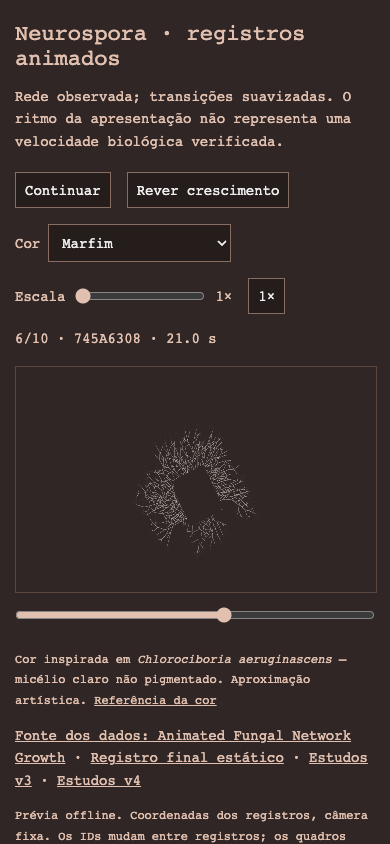 Neurospora · registros
animados
Rede observada; transições suavizadas. O
ritmo da apresentação não representa uma
velocidade biológica verificada.
Continuar Rever crescimento
Cor Marfim
Escala 1× 1×
6/10 · 745A6308 · 21.0 s
Cor inspirada em Chlorociboria aeruginascens —
micélio claro não pigmentado. Aproximação
artística. Referência da cor
Fonte dos dados: Animated Fungal Network
Growth · Registro final estático · Estudos
v3 · Estudos v4
Prévia offline. Coordenadas dos registros, câmera
fixa. Os IDs mudam entre registros; os quadros